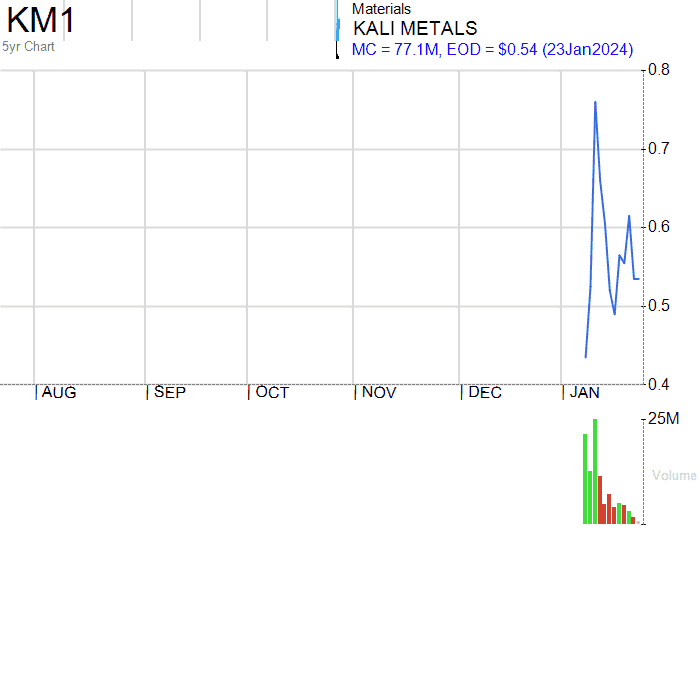 KM1
5yr Chart
Materials
KALI METALS
MC = 77.1M, EOD = $0.54 (23Jan2024)
0.8
0.7
0.6
0.5
0.4
AUG SEP OCT NOV DEC JAN
25M
Volume